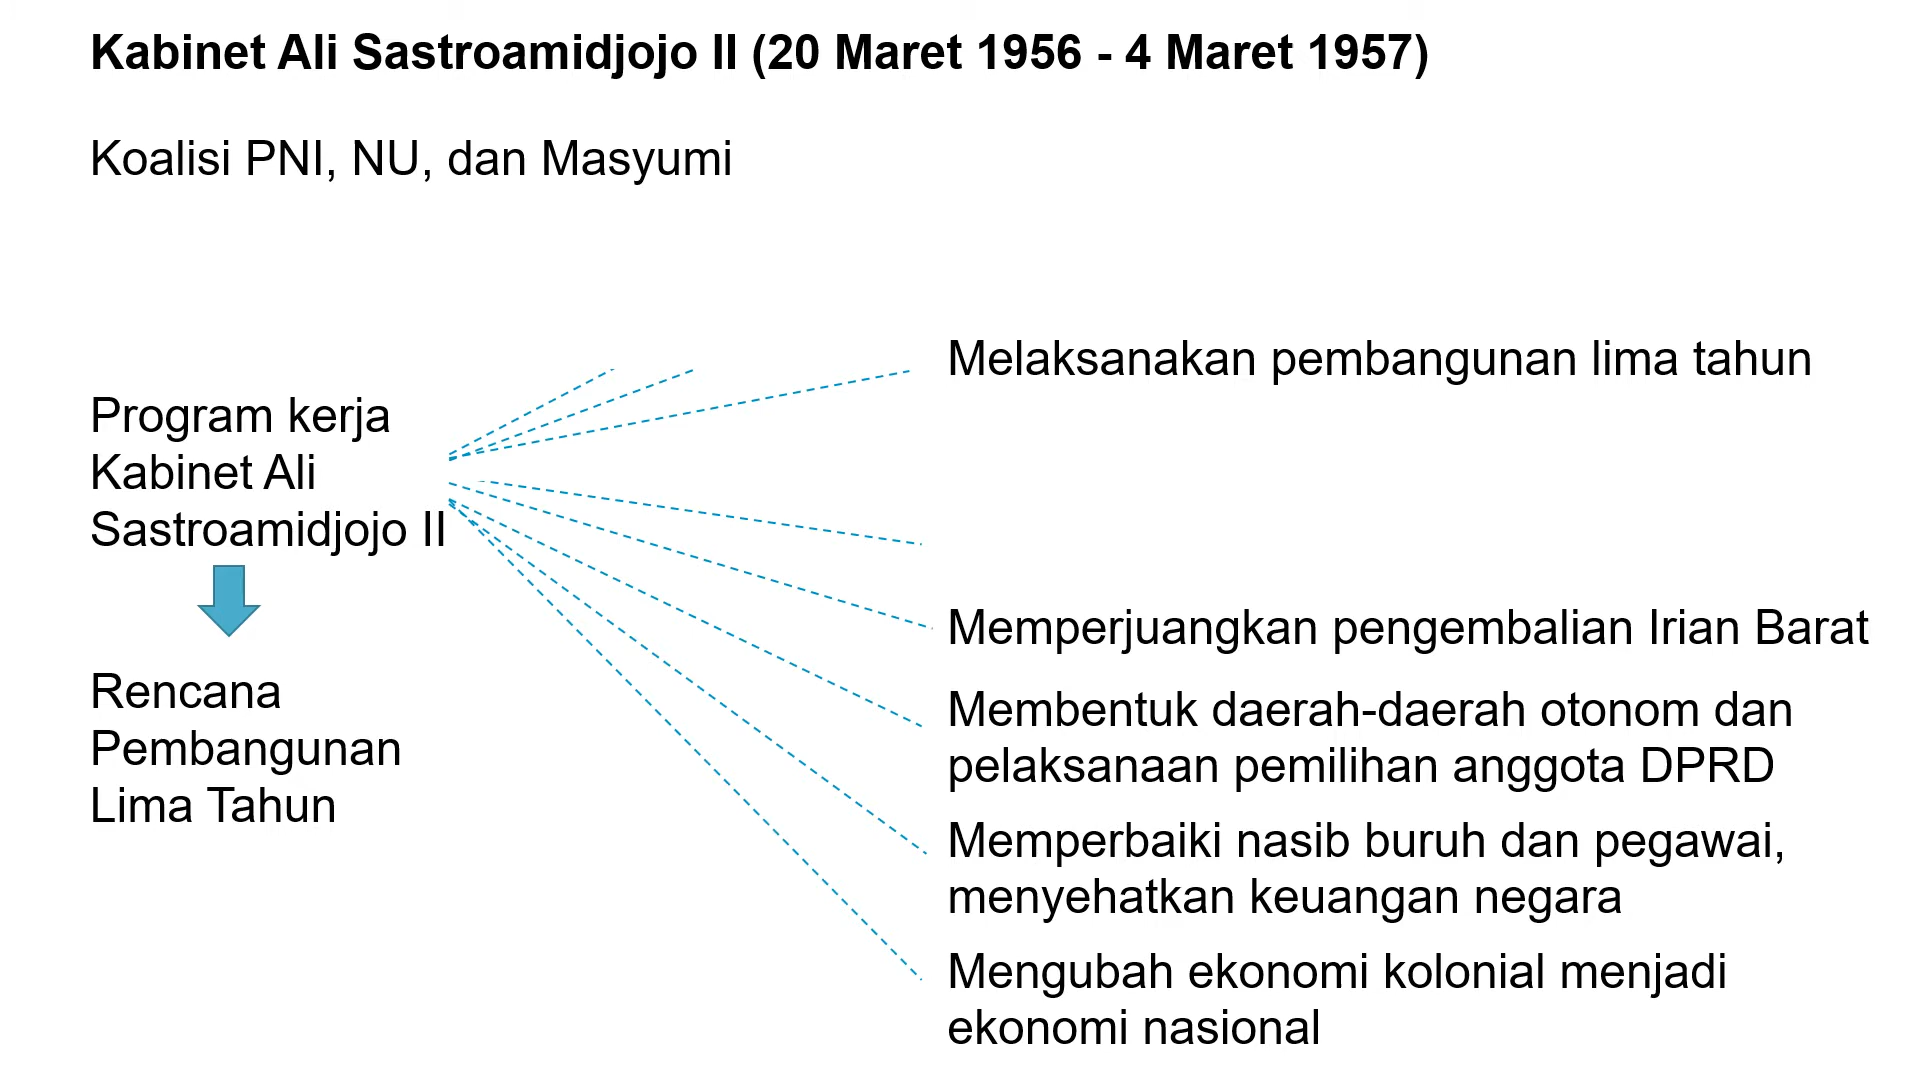 Kabinet Ali Sastroamidjojo II (20 Maret 1956 - 4 Maret 1957)
Koalisi PNI, NU, dan Masyumi
Program kerja
Kabinet Ali
Sastroamidjojo II
Rencana
Pembangunan
Lima Tahun
Melaksanakan pembangunan lima tahun
Memperjuangkan pengembalian Irian Barat
Membentuk daerah-daerah otonom dan
pelaksanaan pemilihan anggota DPRD
Memperbaiki nasib buruh dan pegawai,
menyehatkan keuangan negara
Mengubah ekonomi kolonial menjadi
ekonomi nasional